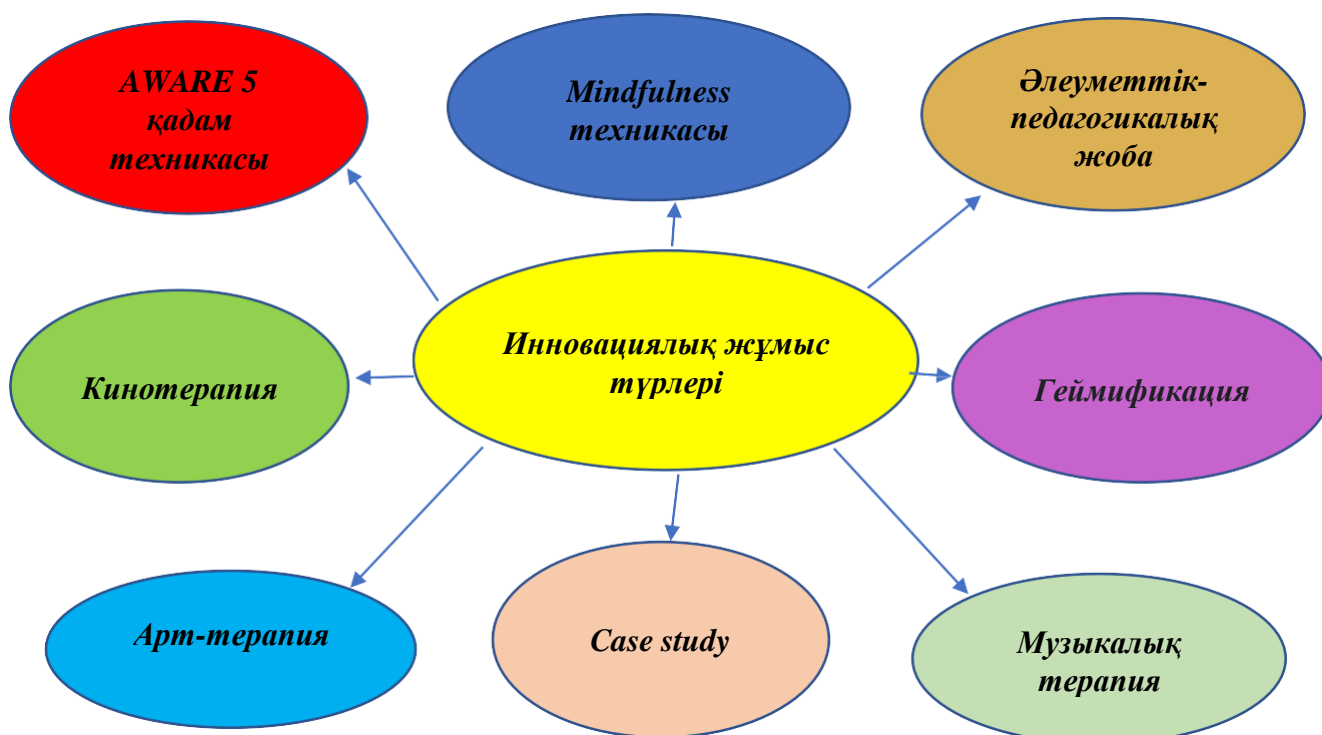 AWARE 5
қадам
техникасы
Mindfulness
техникасы
Әлеуметтік-
педагогикалық
жоба
Кинотерапия
Инновациялық жұмыс
түрлері
Геймификация
Арт-терапия
Case study
Музыкалық
терапия